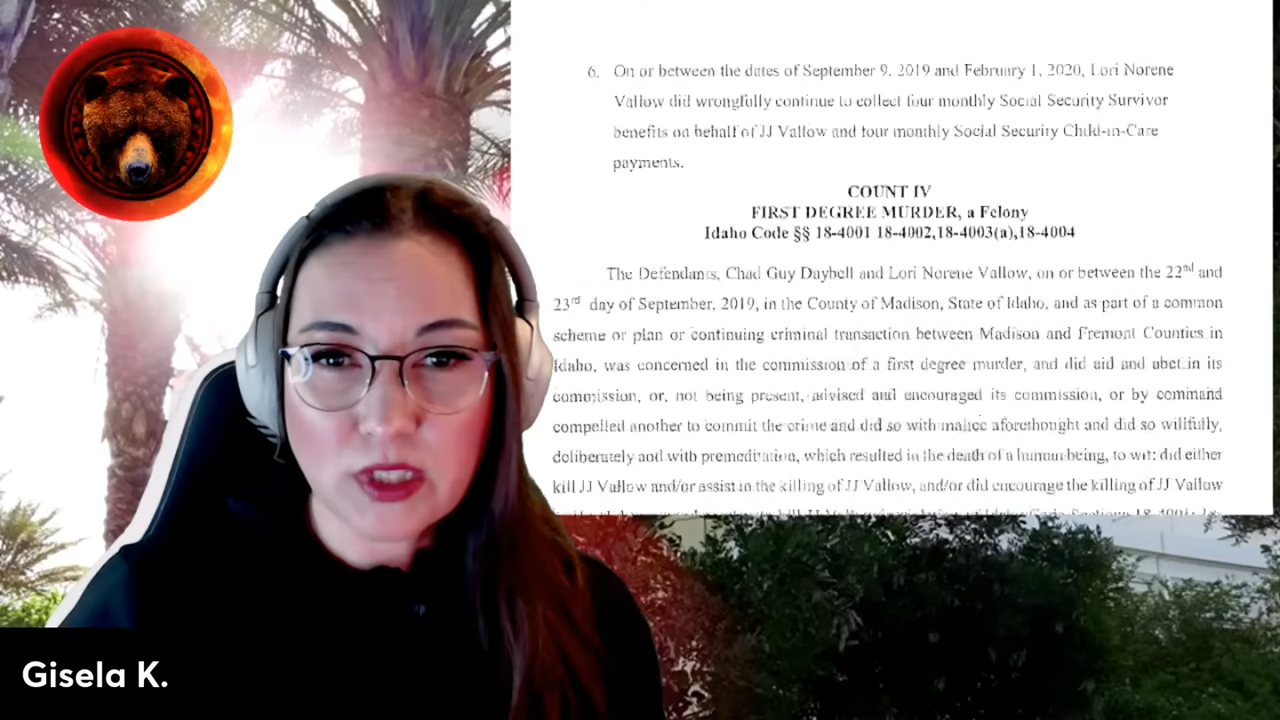 6. On or between the dates of September 9, 2019 and February 1, 2020, Lori Norene
Vallow did wrongfully continue to collect four monthly Social Security Survivor
benefits on behalf of JJ Vallow and four monthly Social Security Child-in-Care
payments.
COUNT IV
FIRST DEGREE MURDER, a Felony
Idaho Code §§ 18-4001 18-4002,18-4003(a),18-4004
The Defendants, Chad Guy Daybell and Lori Norene Vallow, on or between the 22nd and
23rd day of September, 2019, in the County of Madison, State of Idaho, and as part of a common
scheme or plan or continuing criminal transaction between Madison and Fremont Counties in
Idaho, was concerned in the commission of a first degree murder, and did aid and abet in its
commission, or, not being present, advised and encouraged its commission, or by command
compelled another to commit the crime and did so with malice aforethought and did so willfully,
deliberately and with premeditation, which resulted in the death of a human being, to wit: did either
kill JJ Vallow and/or assist in the killing of JJ Vallow, and/or did encourage the killing of JJ Vallow
Gisela K.